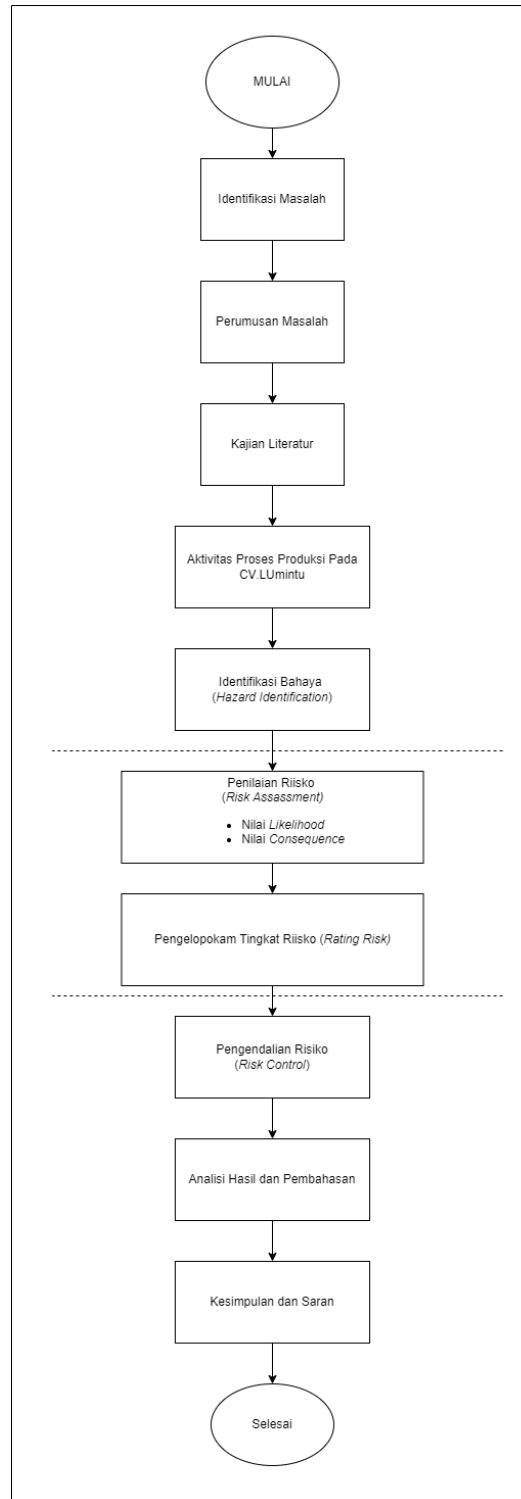 MULAI
Identifikasi Masalah
Perumusan Masalah
Kajian Literatur
Aktivitas Proses Produksi Pada
CV.LUmintu
Identifikasi Bahaya
(Hazard Identification)
Penilaian Riisko
(Risk Assessment)
• Nilai Likelihood
• Nilai Consequence
Pengelopokam Tingkat Riisko (Rating Risk)
Pengendalian Risiko
(Risk Control)
Analisi Hasil dan Pembahasan
Kesimpulan dan Saran
Selesai